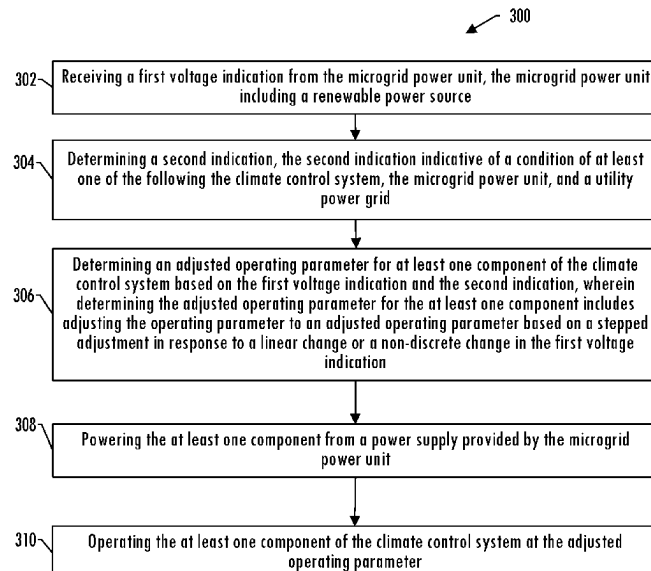 300
302
Receiving a first voltage indication from the microgrid power unit, the microgrid power unit
including a renewable power source
304
Determining a second indication, the second indication indicative of a condition of at least
one of the following the climate control system, the microgrid power unit, and a utility
power grid
306
Determining an adjusted operating parameter for at least one component of the climate
control system based on the first voltage indication and the second indication, wherein
determining the adjusted operating parameter for the at least one component includes
adjusting the operating parameter to an adjusted operating parameter based on a stepped
adjustment in response to a linear change or a non-discrete change in the first voltage
indication
308
Powering the at least one component from a power supply provided by the microgrid
power unit
310
Operating the at least one component of the climate control system at the adjusted
operating parameter